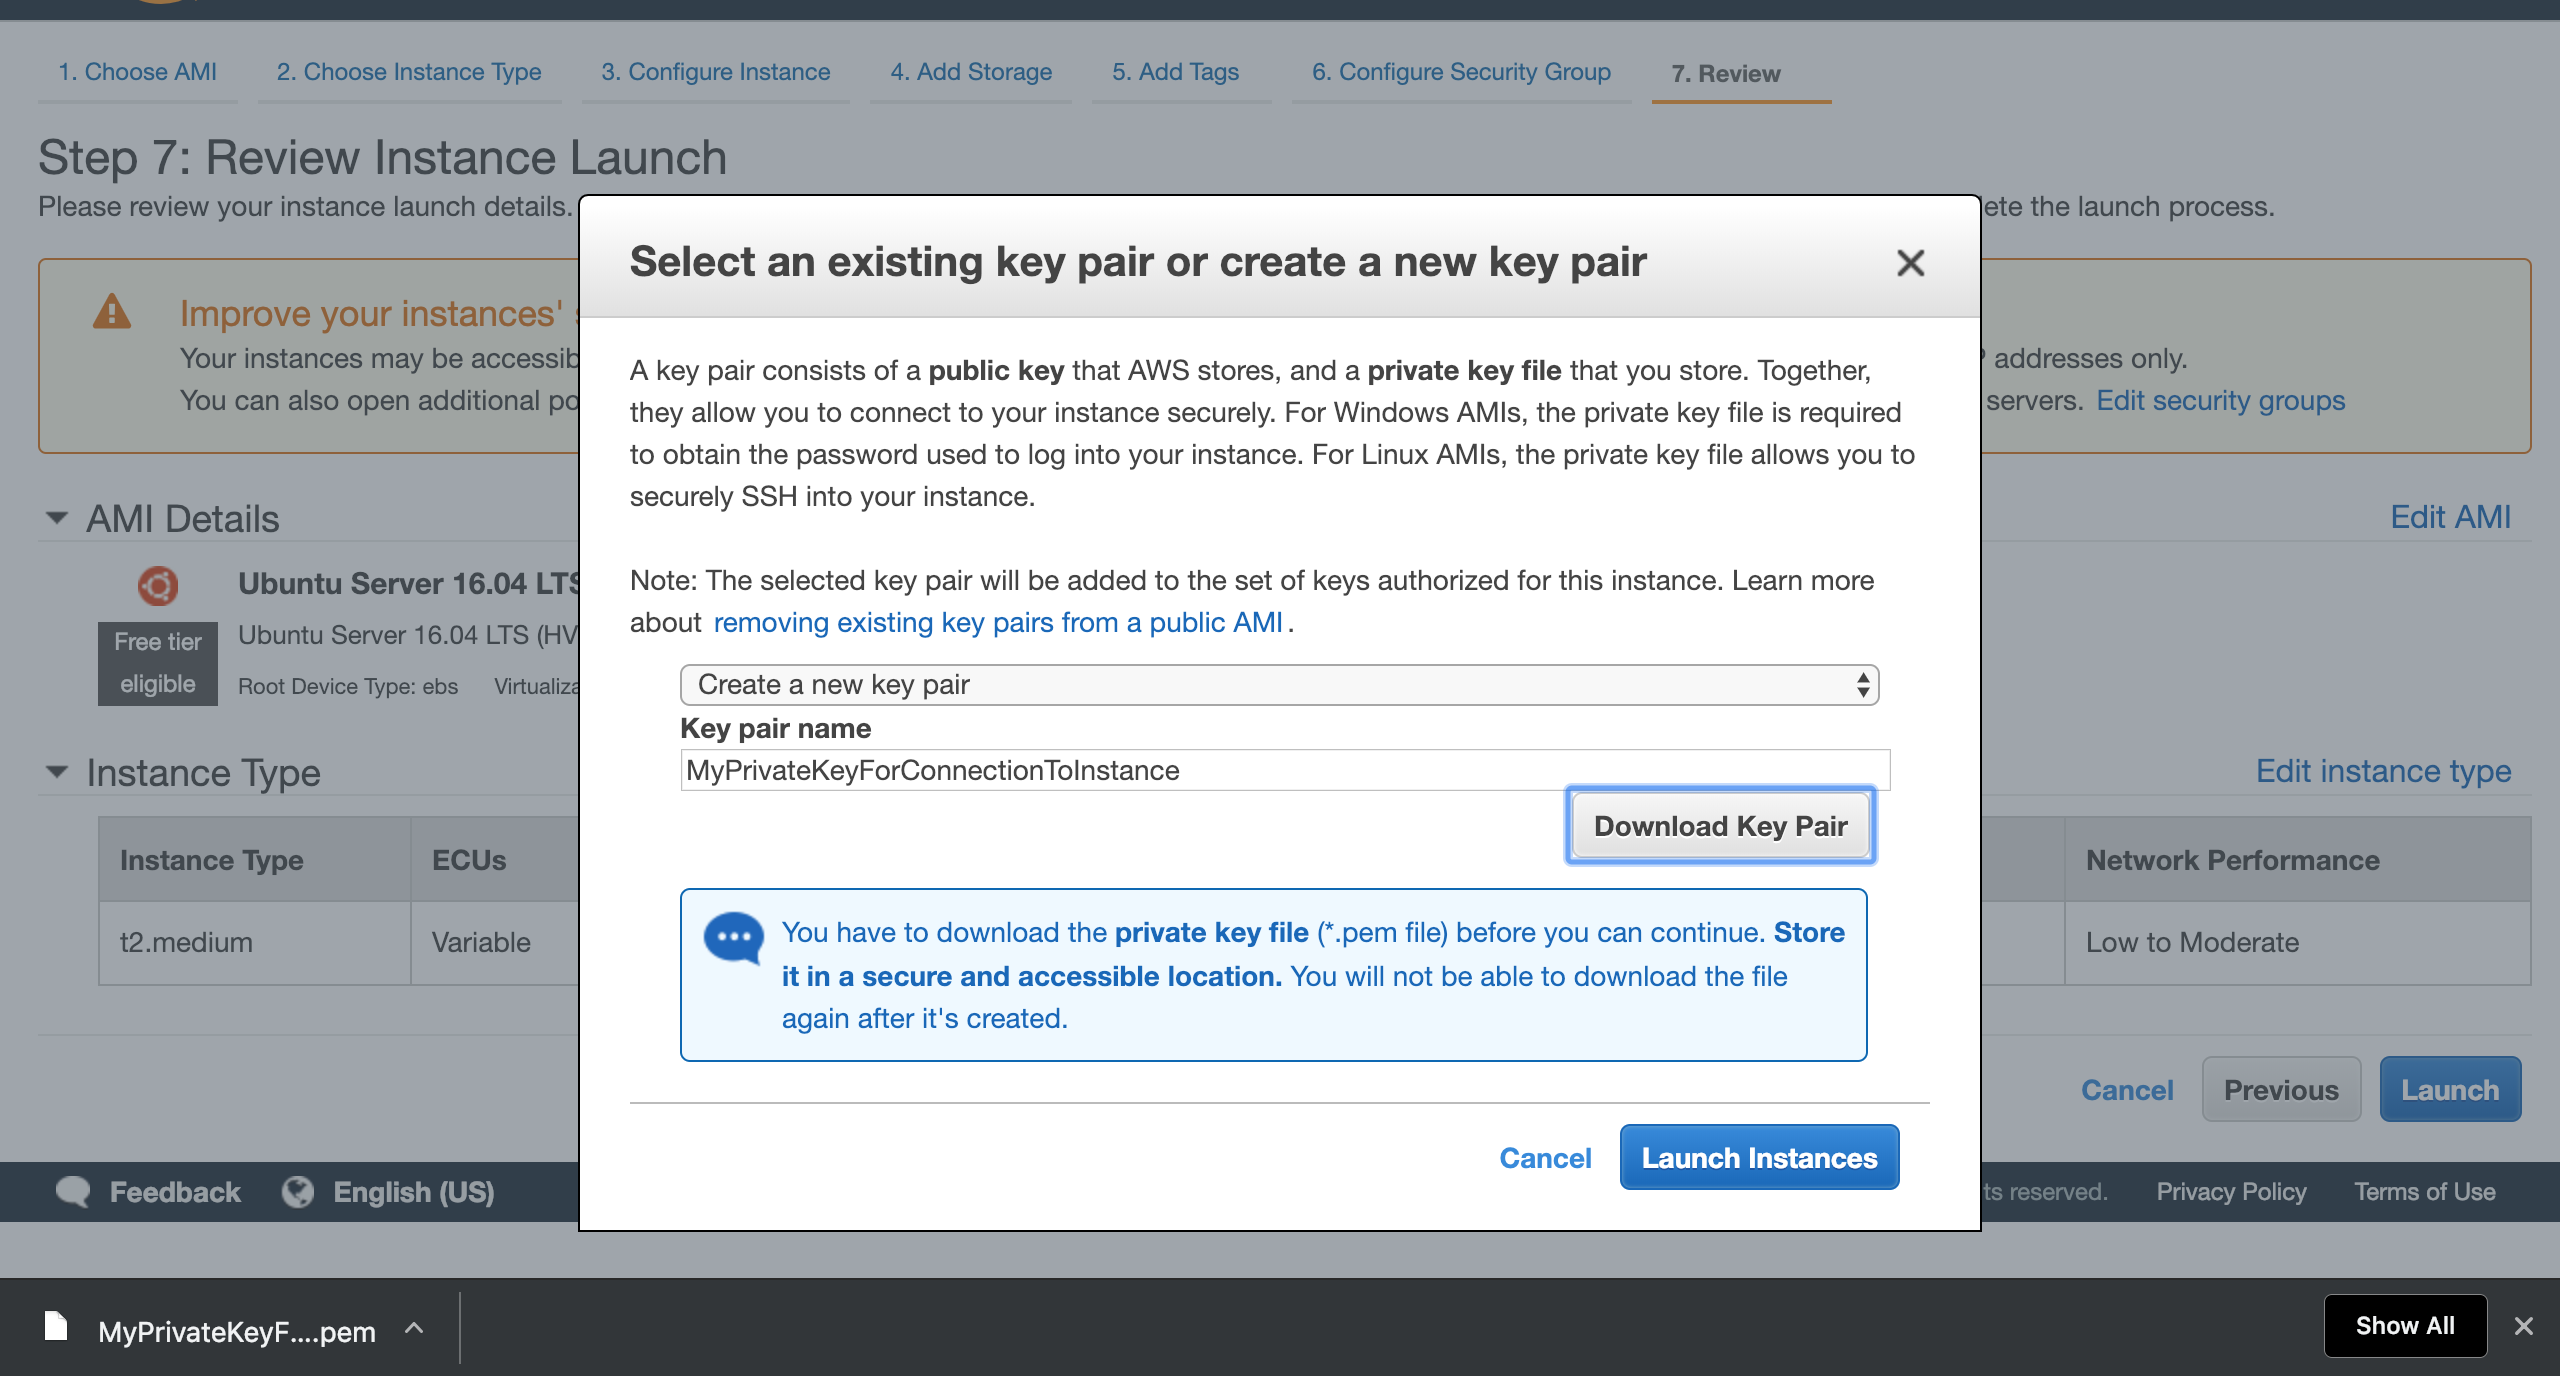 1. Choose AMI 2. Choose Instance Type 3. Configure Instance 4. Add Storage 5. Add Tags 6. Configure Security Group 7. Review
Step 7: Review Instance Launch
Please review your instance launch details. ete the launch process.
Select an existing key pair or create a new key pair
Improve your instances'
Your instances may be accessib addresses only.
You can also open additional po servers. Edit security groups
A key pair consists of a public key that AWS stores, and a private key file that you store. Together,
they allow you to connect to your instance securely. For Windows AMIs, the private key file is required
to obtain the password used to log into your instance. For Linux AMIs, the private key file allows you to
securely SSH into your instance.
AMI Details
Edit AMI
Note: The selected key pair will be added to the set of keys authorized for this instance. Learn more
about removing existing key pairs from a public AMI .
Ubuntu Server 16.04 LTS
Free tier
eligible
Ubuntu Server 16.04 LTS (HV
Root Device Type: ebs Virtualiza
Create a new key pair
Key pair name
MyPrivateKeyForConnectionToInstance
Download Key Pair
Instance Type
Edit instance type
Instance Type ECUs Network Performance
t2.medium Variable Low to Moderate
You have to download the private key file (*.pem file) before you can continue. Store
it in a secure and accessible location. You will not be able to download the file
again after it's created.
Cancel Previous Launch
Cancel Launch Instances
Feedback English (US) ts reserved. Privacy Policy Terms of Use
MyPrivateKeyF....pem Show All